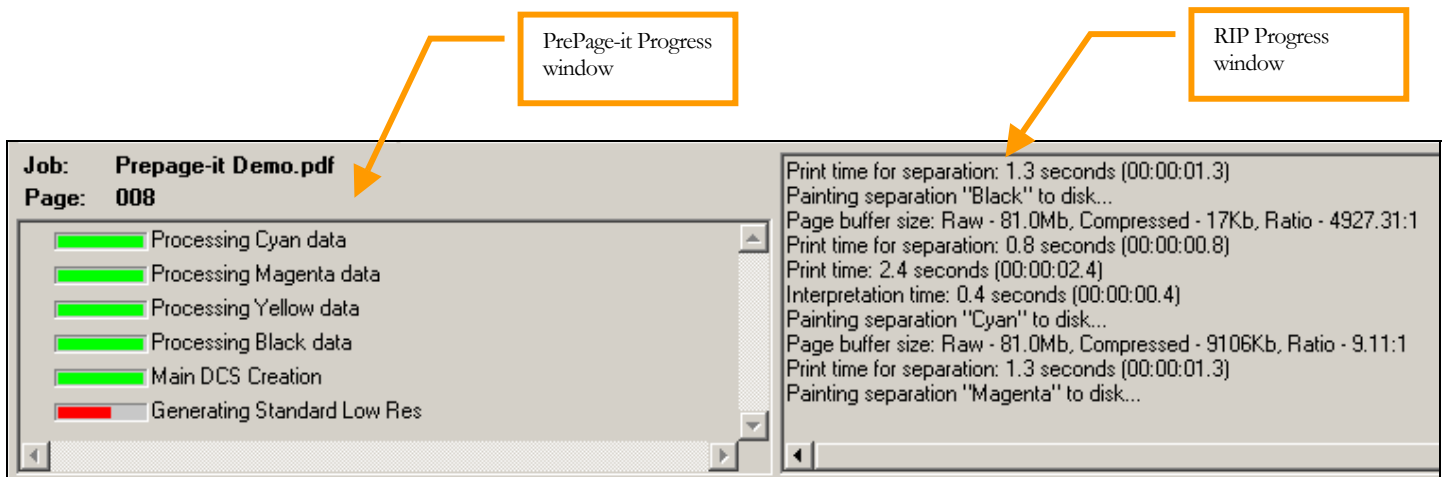 PrePage-it Progress
window
RIP Progress
window
Job: Prepage-it Demo.pdf
Page: 008
Processing Cyan data
Processing Magenta data
Processing Yellow data
Processing Black data
Main DCS Creation
Generating Standard Low Res
Print time for separation: 1.3 seconds (00:00:01.3)
Painting separation "Black" to disk...
Page buffer size: Raw - 81.0Mb, Compressed - 17Kb, Ratio - 4927.31:1
Print time for separation: 0.8 seconds (00:00:00.8)
Print time: 2.4 seconds (00:00:02.4)
Interpretation time: 0.4 seconds (00:00:00.4)
Painting separation "Cyan" to disk...
Page buffer size: Raw - 81.0Mb, Compressed - 9106Kb, Ratio - 9.11:1
Print time for separation: 1.3 seconds (00:00:01.3)
Painting separation "Magenta" to disk...